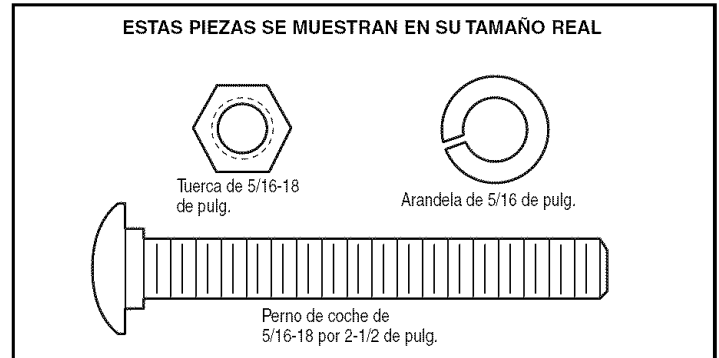 ESTAS PIEZAS SE MUESTRAN EN SU TAMAÑO REAL
Tuerca de 5/16-18
de pulg.
Arandela de 5/16 de pulg.
Perno de coche de
5/16-18 por 2-1/2 de pulg.